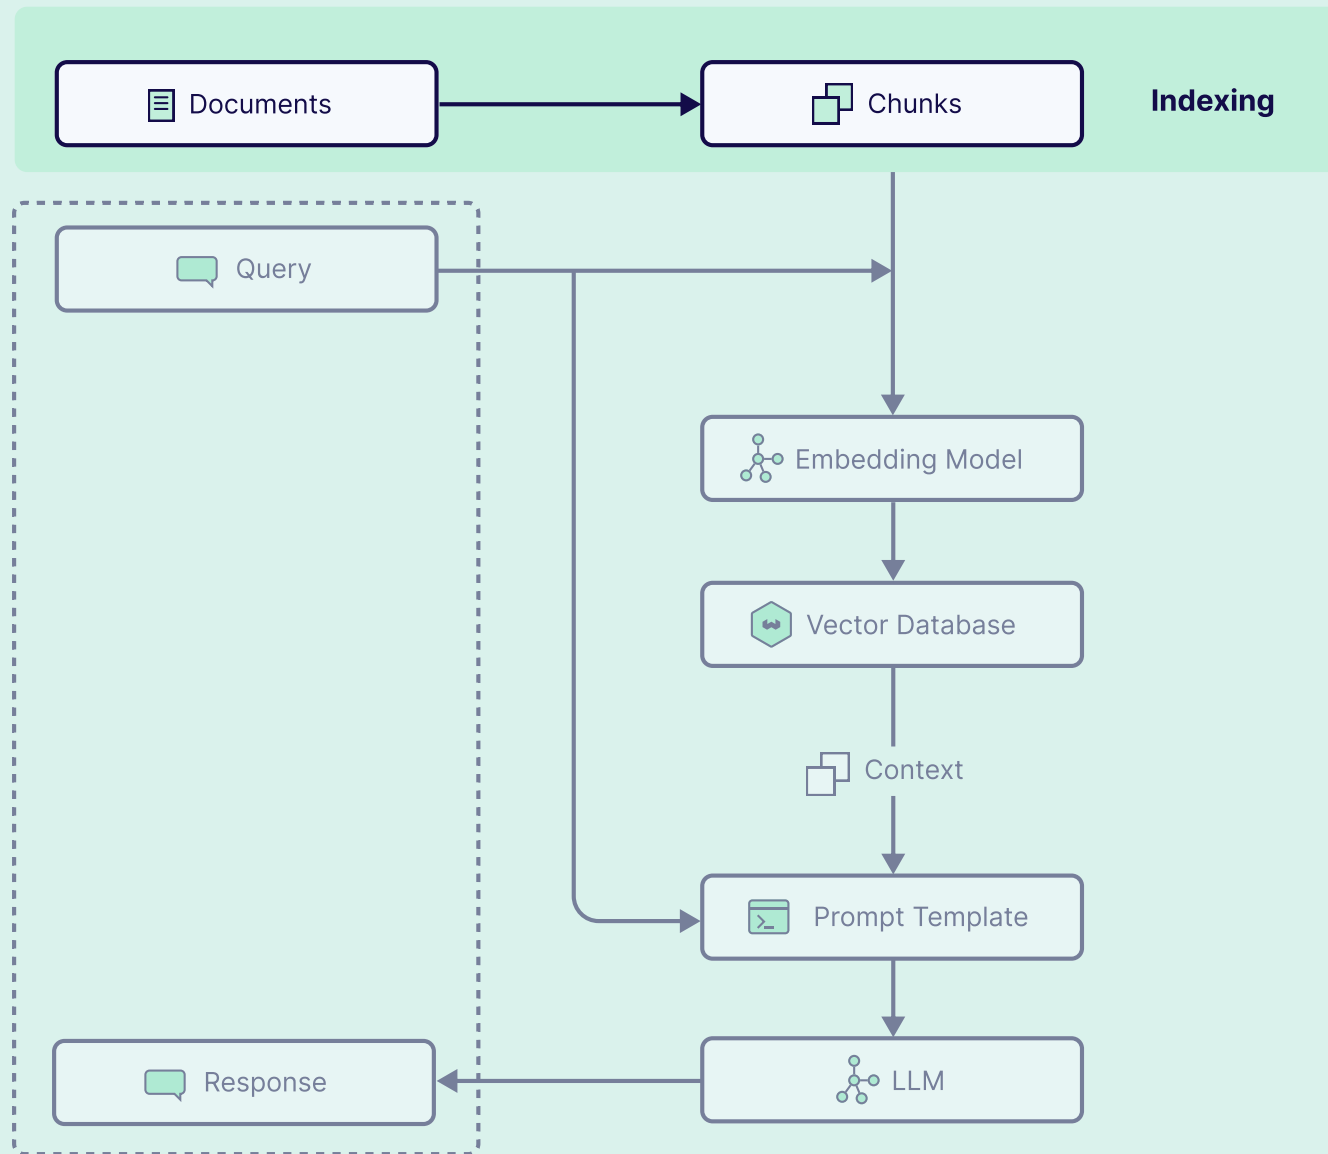 Documents
Chunks
Indexing
Query
Embedding Model
Vector Database
Context
Prompt Template
Response
LLM